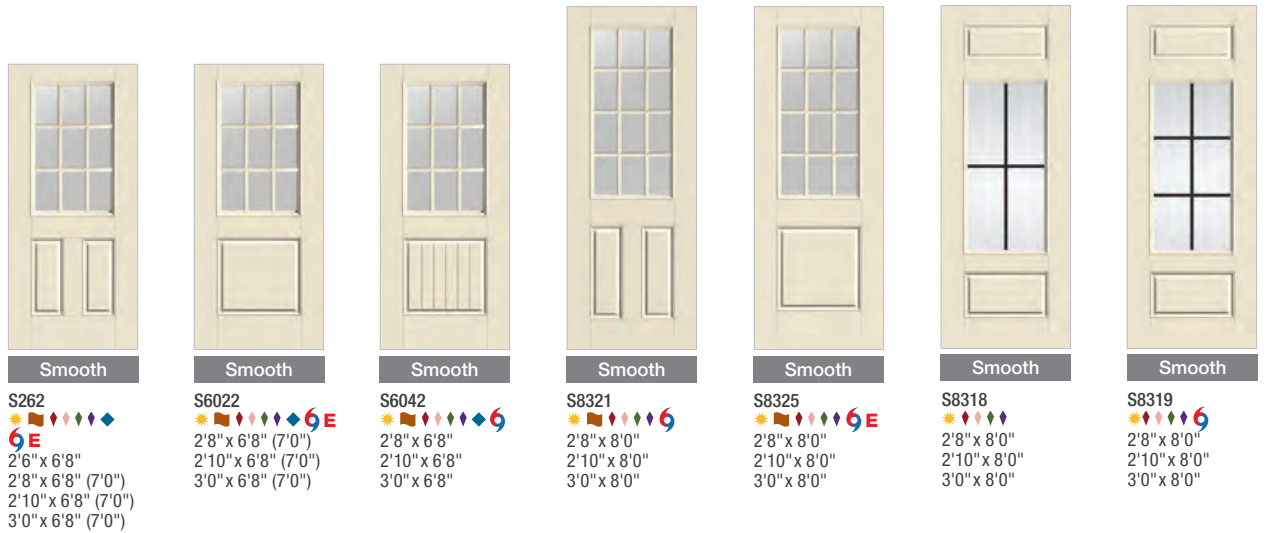 Smooth
S262
E
2'6" x 6'8"
2'8" x 6'8" (7'0")
2'10" x 6'8" (7'0")
3'0" x 6'8" (7'0")
Smooth
S6022
E
2'8" x 6'8" (7'0")
2'10" x 6'8" (7'0")
3'0" x 6'8" (7'0")
Smooth
S6042
2'8" x 6'8"
2'10" x 6'8"
3'0" x 6'8"
Smooth
S8321
2'8" x 8'0"
2'10" x 8'0"
3'0" x 8'0"
Smooth
S8325
E
2'8" x 8'0"
2'10" x 8'0"
3'0" x 8'0"
Smooth
S8318
2'8" x 8'0"
2'10" x 8'0"
3'0" x 8'0"
Smooth
S8319
2'8" x 8'0"
2'10" x 8'0"
3'0" x 8'0"